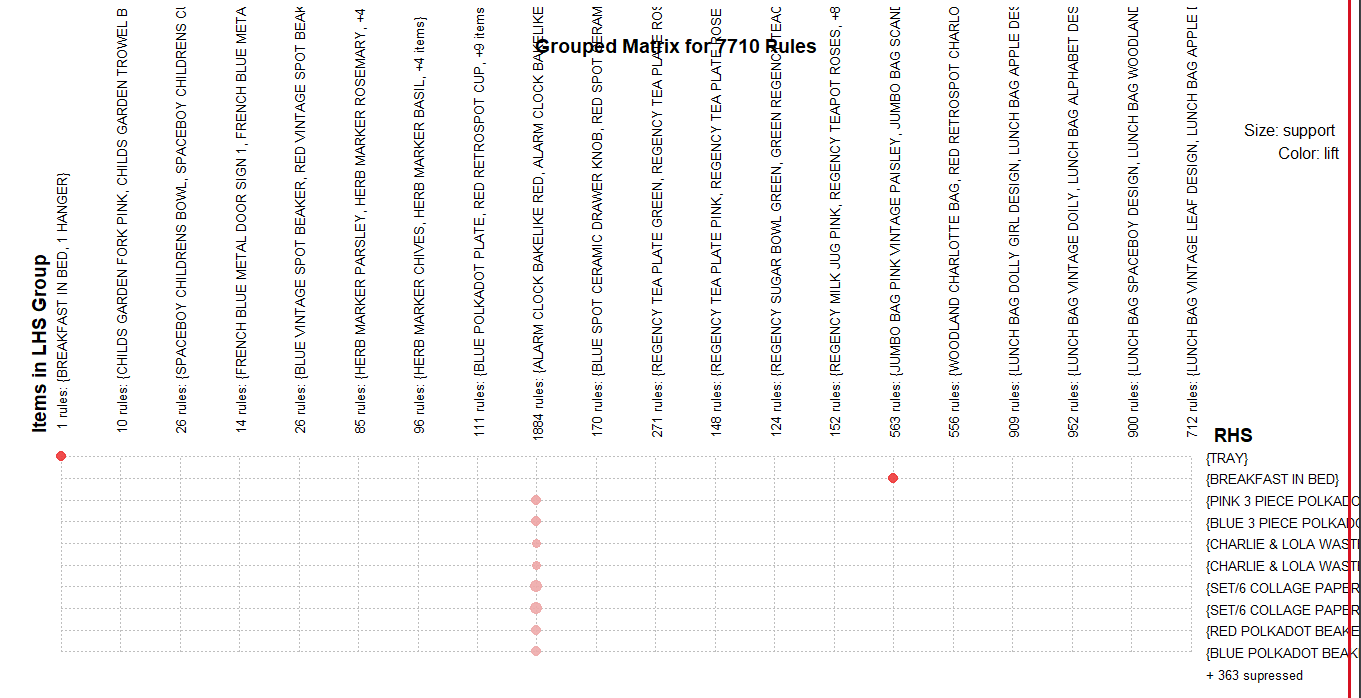 Grouped Matrix for 7710 Rules
Size: support
Color: lift
Items in LHS Group
1 rules: {BREAKFAST IN BED, 1 HANGER}
10 rules: {CHILDS GARDEN FORK PINK, CHILDS GARDEN TROWEL B
26 rules: {SPACEBOY CHILDRENS BOWL, SPACEBOY CHILDRENS CU
14 rules: {FRENCH BLUE METAL DOOR SIGN 1, FRENCH BLUE META
26 rules: {BLUE VINTAGE SPOT BEAKER, RED VINTAGE SPOT BEAK
85 rules: {HERB MARKER PARSLEY, HERB MARKER ROSEMARY, +4
96 rules: {HERB MARKER CHIVES, HERB MARKER BASIL, +4 items}
111 rules: {BLUE POLKADOT PLATE, RED RETROSPOT CUP, +9 items
1884 rules: {ALARM CLOCK BAKELIKE RED, ALARM CLOCK BAKELIKE
170 rules: {BLUE SPOT CERAMIC DRAWER KNOB, RED SPOT CERAM
271 rules: {REGENCY TEA PLATE GREEN, REGENCY TEA PLATE ROS
148 rules: {REGENCY TEA PLATE PINK, REGENCY TEA PLATE ROSE
124 rules: {REGENCY SUGAR BOWL GREEN, GREEN REGENCY TEAC
152 rules: {REGENCY MILK JUG PINK, REGENCY TEAPOT ROSES, +8
563 rules: {JUMBO BAG PINK VINTAGE PAISLEY, JUMBO BAG SCAND
556 rules: {WOODLAND CHARLOTTE BAG, RED RETROSPOT CHARLO
909 rules: {LUNCH BAG DOLLY GIRL DESIGN, LUNCH BAG APPLE DES
952 rules: {LUNCH BAG VINTAGE DOILY, LUNCH BAG ALPHABET DES
900 rules: {LUNCH BAG SPACEBOY DESIGN, LUNCH BAG WOODLAND
712 rules: {LUNCH BAG VINTAGE LEAF DESIGN, LUNCH BAG APPLE D
RHS
{TRAY}
{BREAKFAST IN BED}
{PINK 3 PIECE POLKADO
{BLUE 3 PIECE POLKADO
{CHARLIE & LOLA WAST
{CHARLIE & LOLA WAST
{SET/6 COLLAGE PAPER
{SET/6 COLLAGE PAPER
{RED POLKADOT BEAKE
{BLUE POLKADOT BEAK
+ 363 supressed